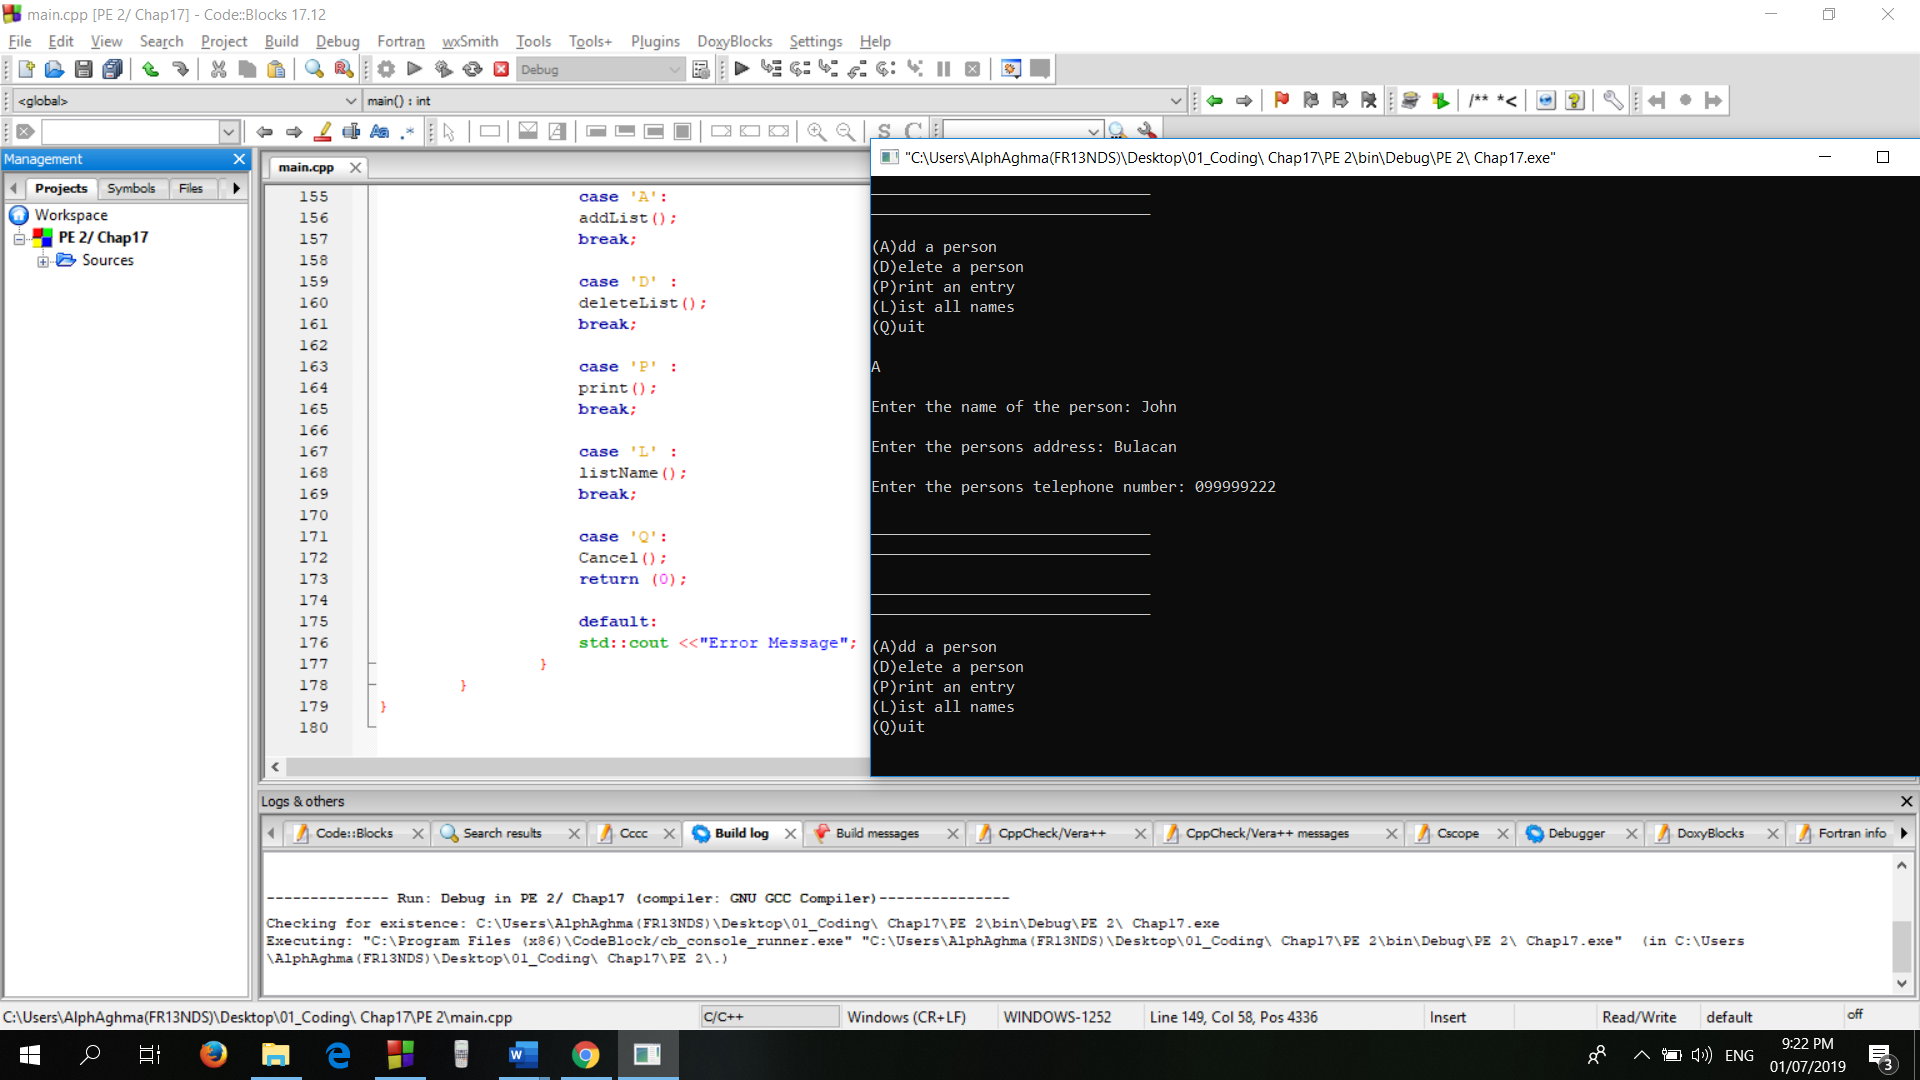 main.cpp [PE 2/ Chap17] - Code::Blocks 17.12
File Edit View Search Project Build Debug Fortran wxSmith Tools Tools+ Plugins DoxyBlocks Settings Help
Debug
<global> main() : int
/** *<
S C
Management
main.cpp
"C:\Users\AlphAghma(FR13NDS)\Desktop\01_Coding\ Chap17\PE 2\bin\Debug\PE 2\ Chap17.exe"
Projects Symbols Files
Workspace
PE 2/ Chap17
Sources
155 case 'A':
156 addList();
157 break;
158
159 case 'D' :
160 deleteList();
161 break;
162
163 case 'P' :
164 print();
165 break;
166
167 case 'L' :
168 listName();
169 break;
170
171 case 'Q':
172 Cancel();
173 return (0);
174
175 default:
176 std::cout <<"Error Message";
177 }
178 }
179 }
180
(A)dd a person
(D)elete a person
(P)rint an entry
(L)ist all names
(Q)uit
A
Enter the name of the person: John
Enter the persons address: Bulacan
Enter the persons telephone number: 099999222
(A)dd a person
(D)elete a person
(P)rint an entry
(L)ist all names
(Q)uit
Logs & others
Code::Blocks Search results Cccc Build log Build messages CppCheck/Vera++ CppCheck/Vera++ messages Cscope Debugger DoxyBlocks Fortran info
-------------- Run: Debug in PE 2/ Chap17 (compiler: GNU GCC Compiler)---------------
Checking for existence: C:\Users\AlphAghma(FR13NDS)\Desktop\01_Coding\ Chap17\PE 2\bin\Debug\PE 2\ Chap17.exe
Executing: "C:\Program Files (x86)\CodeBlock/cb_console_runner.exe" "C:\Users\AlphAghma(FR13NDS)\Desktop\01_Coding\ Chap17\PE 2\bin\Debug\PE 2\ Chap17.exe"  (in C:\Users
\AlphAghma(FR13NDS)\Desktop\01_Coding\ Chap17\PE 2\.)
C:\Users\AlphAghma(FR13NDS)\Desktop\01_Coding\ Chap17\PE 2\main.cpp C/C++ Windows (CR+LF) WINDOWS-1252 Line 149, Col 58, Pos 4336 Insert Read/Write default off
ENG
9:22 PM
01/07/2019
3